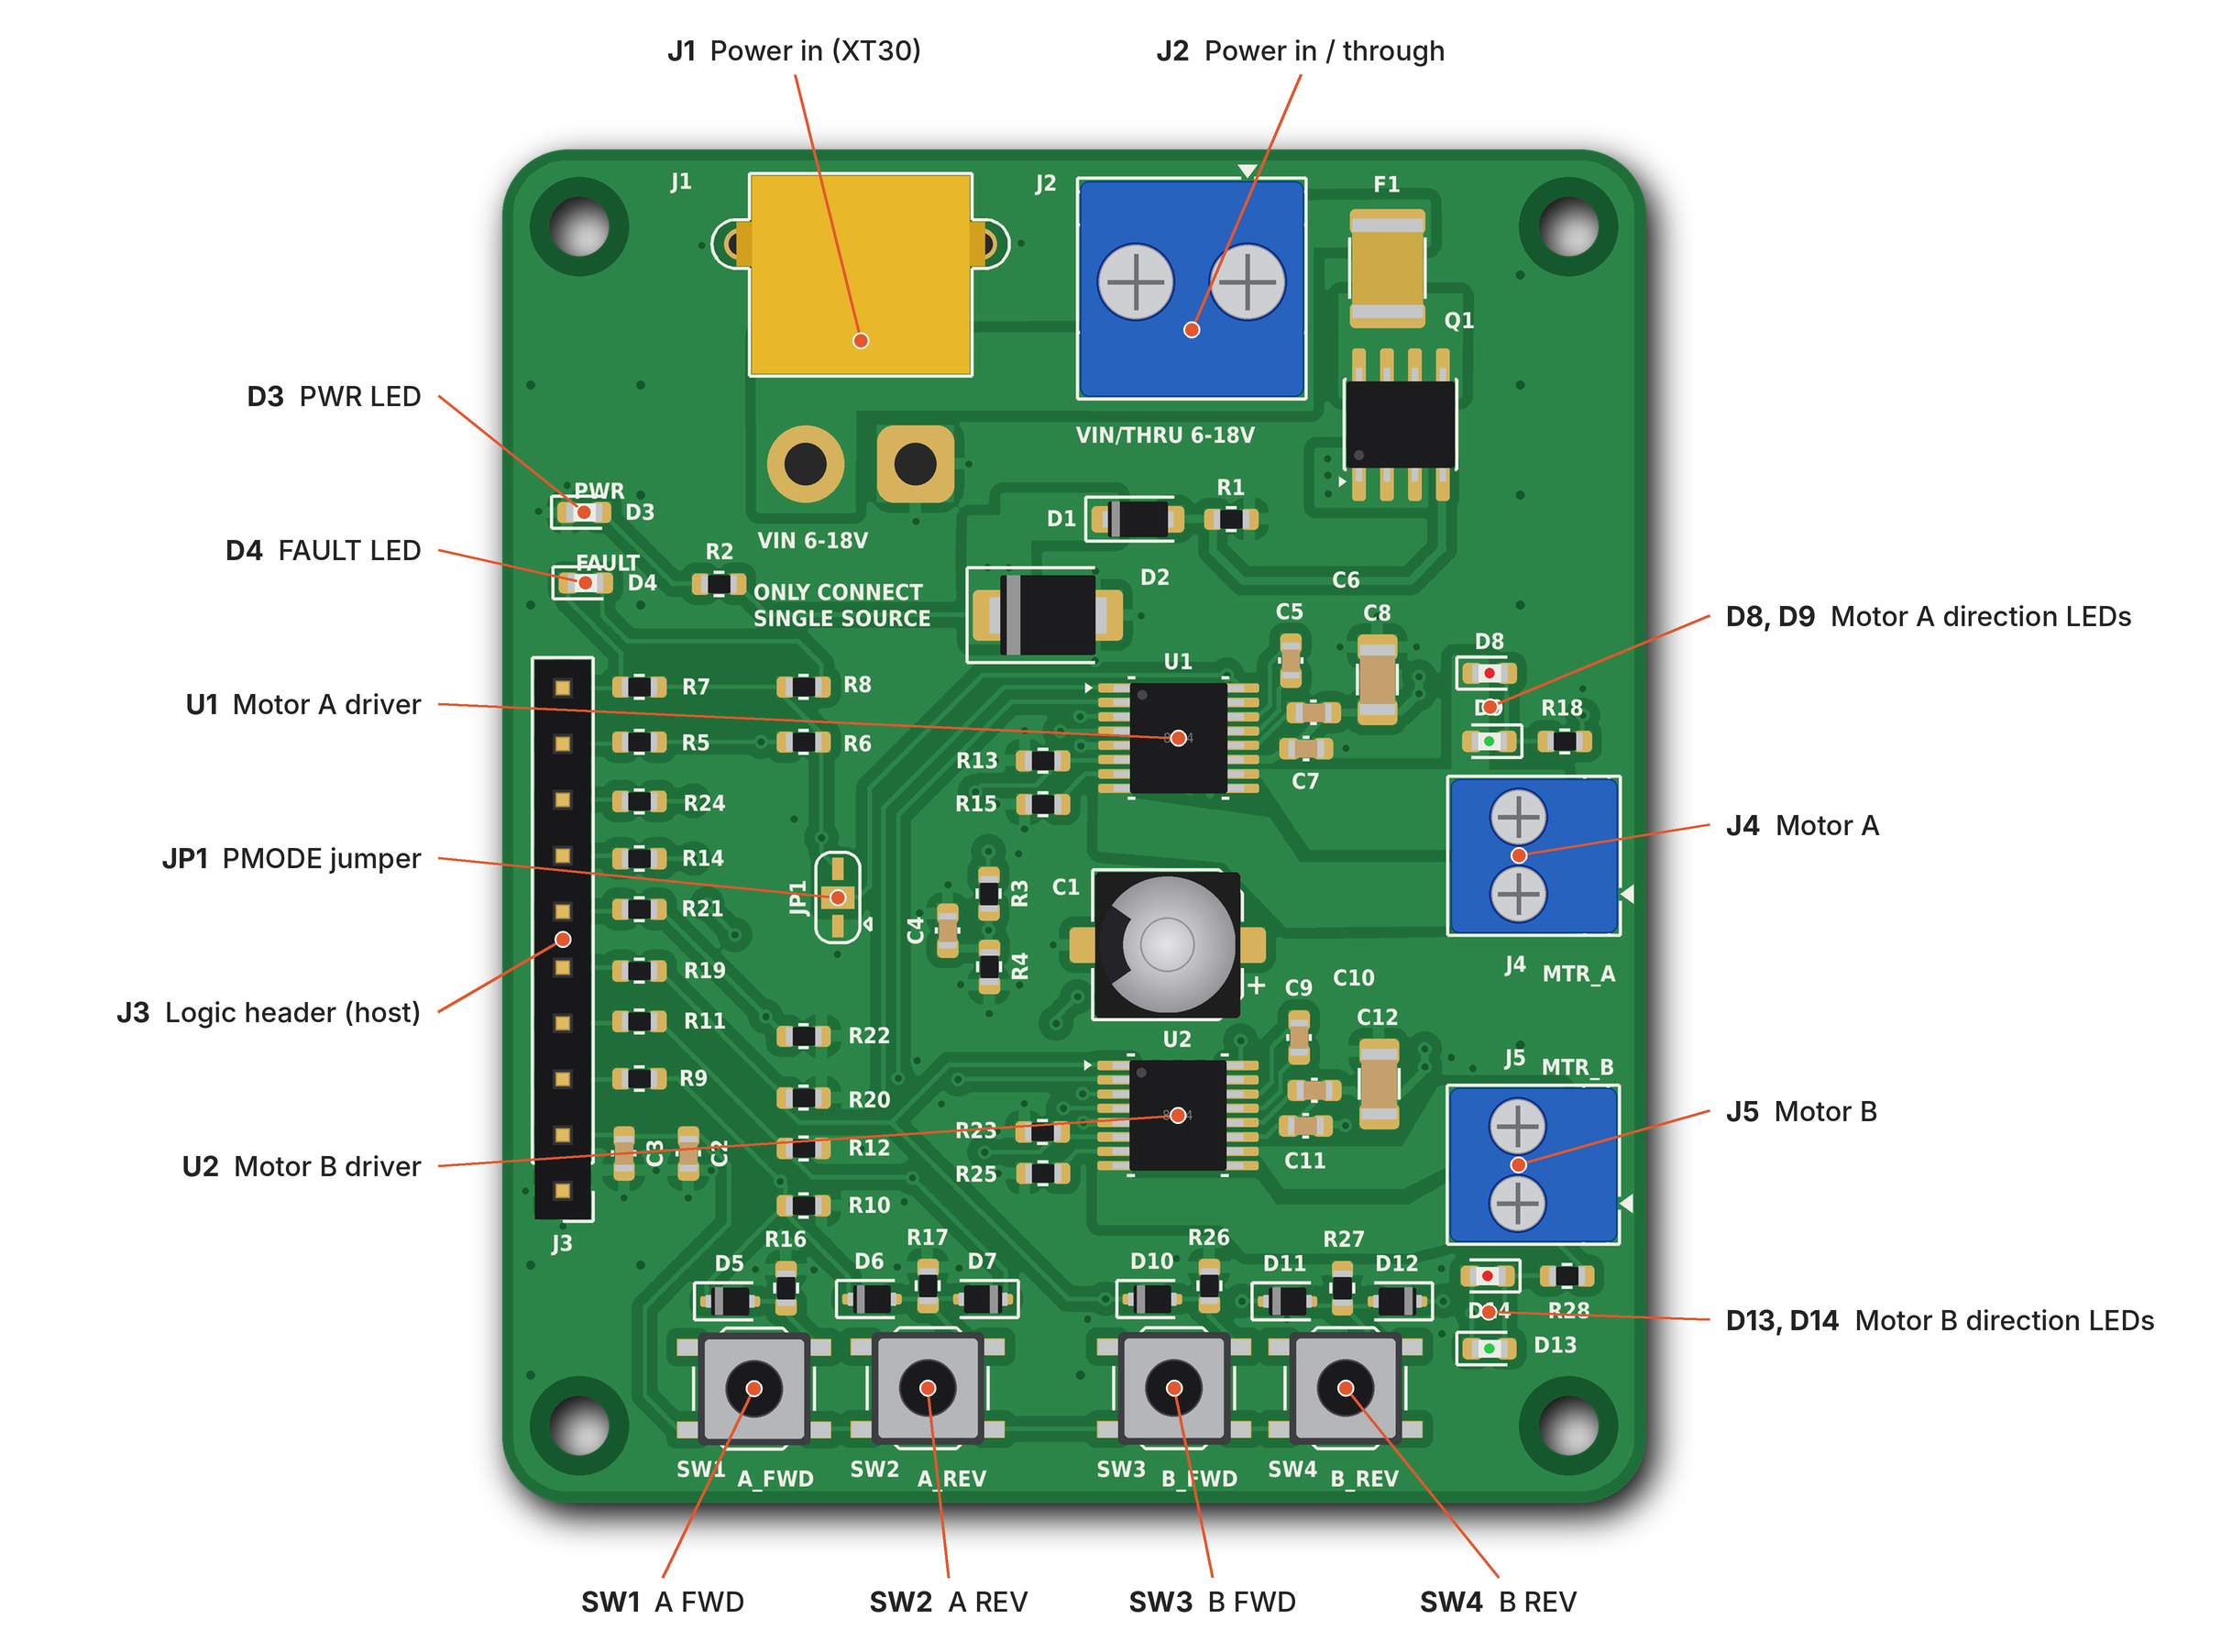 J1 Power in (XT30)
J2 Power in / through
J1
J2
F1
Q1
D3 PWR LED
VIN/THRU 6-18V
PWR
D3
D1
R1
VIN 6-18V
D4 FAULT LED
FAULT
D4
R2
ONLY CONNECT
SINGLE SOURCE
D2
C6
C5
C8
D8, D9 Motor A direction LEDs
D8
U1
U1 Motor A driver
R7
R8
D9
R18
R5
R6
R13
C7
R24
R15
J4 Motor A
JP1 PMODE jumper
R14
JP1
R3
C1
R21
C4
R4
J4
MTR_A
R19
C10
C9
J3 Logic header (host)
R11
C12
R22
U2
J5
MTR_B
R9
R20
J5 Motor B
R23
C3
C2
R12
U2 Motor B driver
C11
R25
R10
J3
R16
R17
R26
R27
D5
D6
D7
D10
D11
D12
D14
R28
D13, D14 Motor B direction LEDs
D13
SW1
A_FWD
SW2
A_REV
SW3
B_FWD
SW4
B_REV
SW1 A FWD
SW2 A REV
SW3 B FWD
SW4 B REV